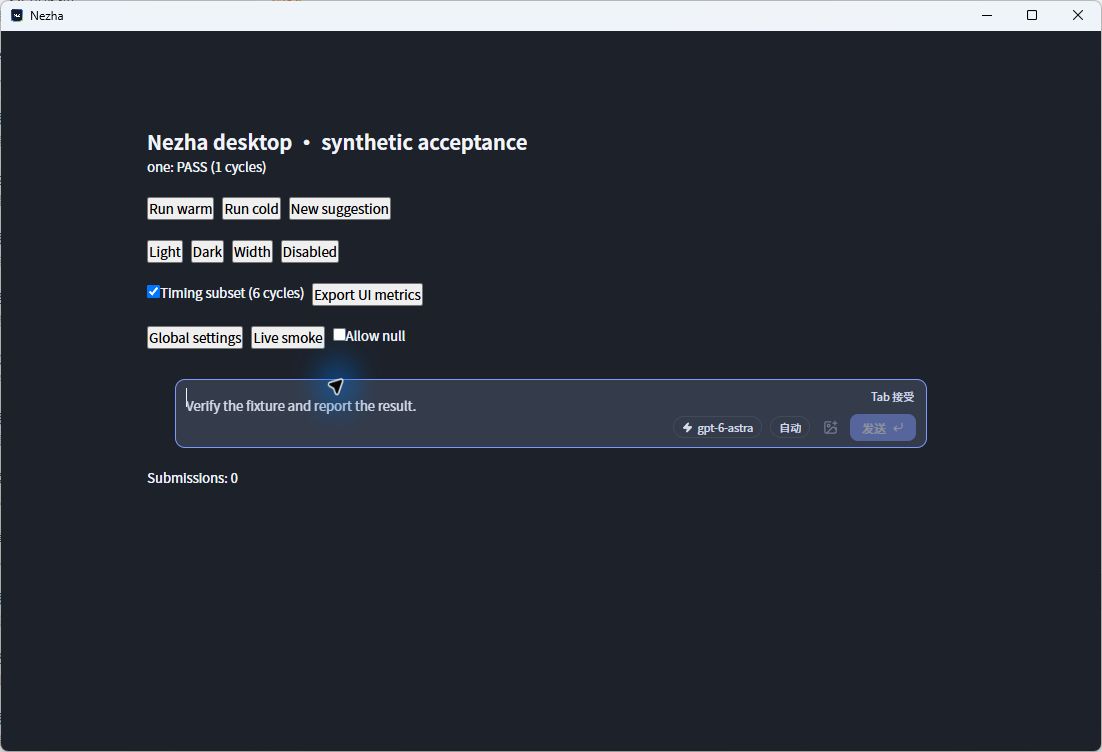 Nezha
Nezha desktop • synthetic acceptance
one: PASS (1 cycles)
Run warm Run cold New suggestion
Light Dark Width Disabled
Timing subset (6 cycles) Export UI metrics
Global settings Live smoke Allow null
Tab 接受
Verify the fixture and report the result.
gpt-6-astra 自动 发送
Submissions: 0